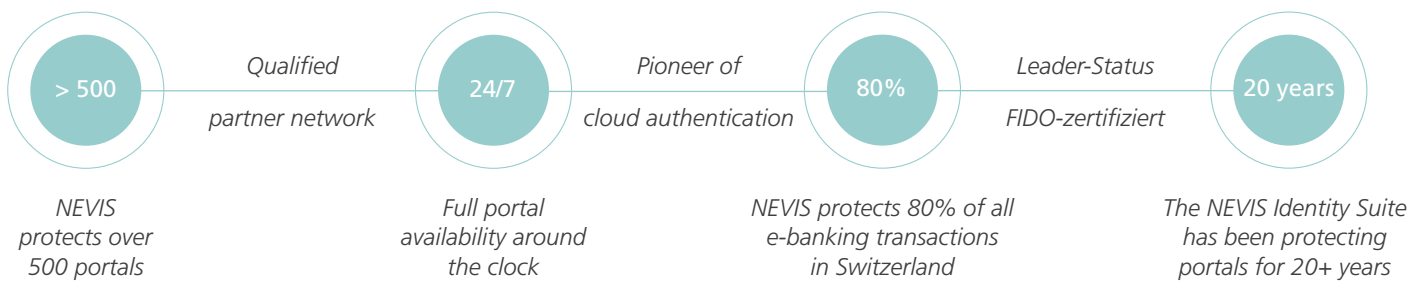 > 500
Qualified
partner network
24/7
Pioneer of
cloud authentication
80%
Leader-Status
FIDO-zertifiziert
20 years
NEVIS
protects over
500 portals
Full portal
availability around
the clock
NEVIS protects 80% of all
e-banking transactions
in Switzerland
The NEVIS Identity Suite
has been protecting
portals for 20+ years